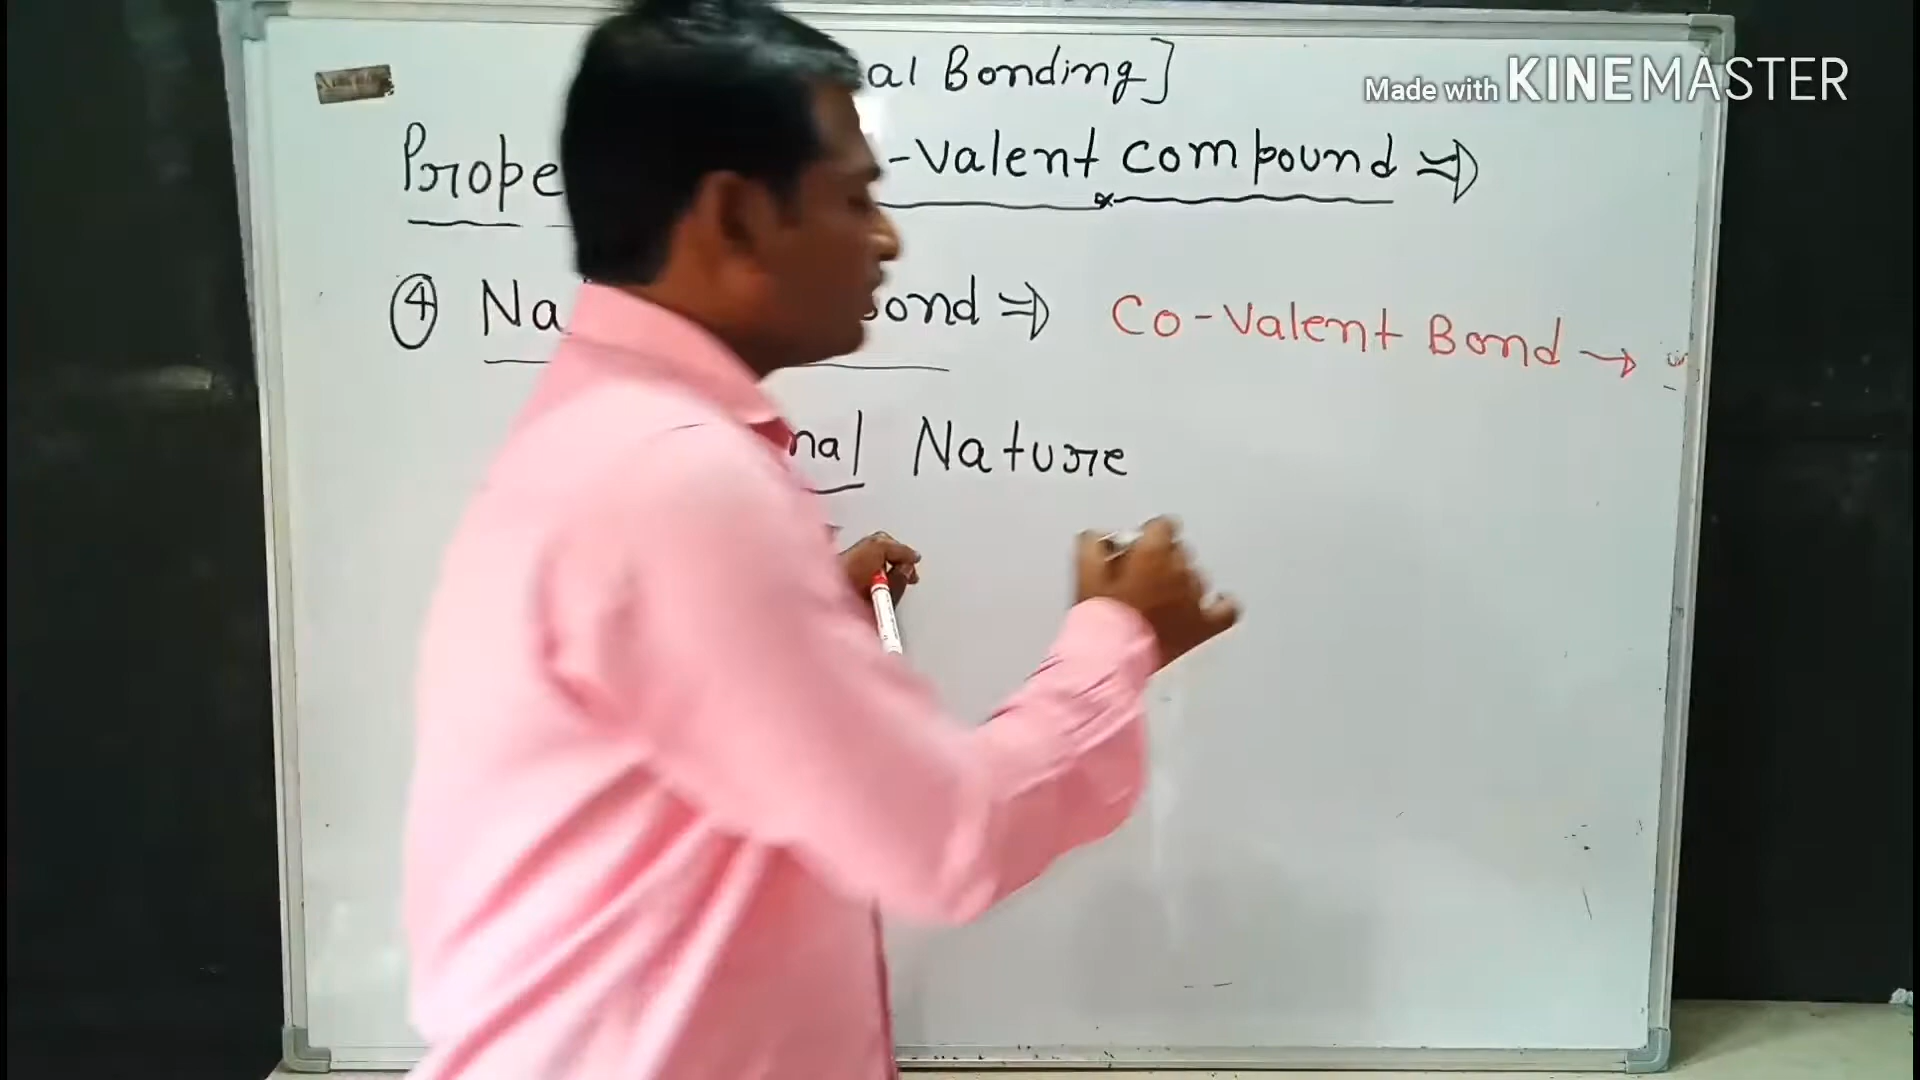 al Bonding]
Made with KINEMASTER
Prope -Valent compound ⇒
④ Na ond ⇒ Co-Valent Bond →
nal Nature